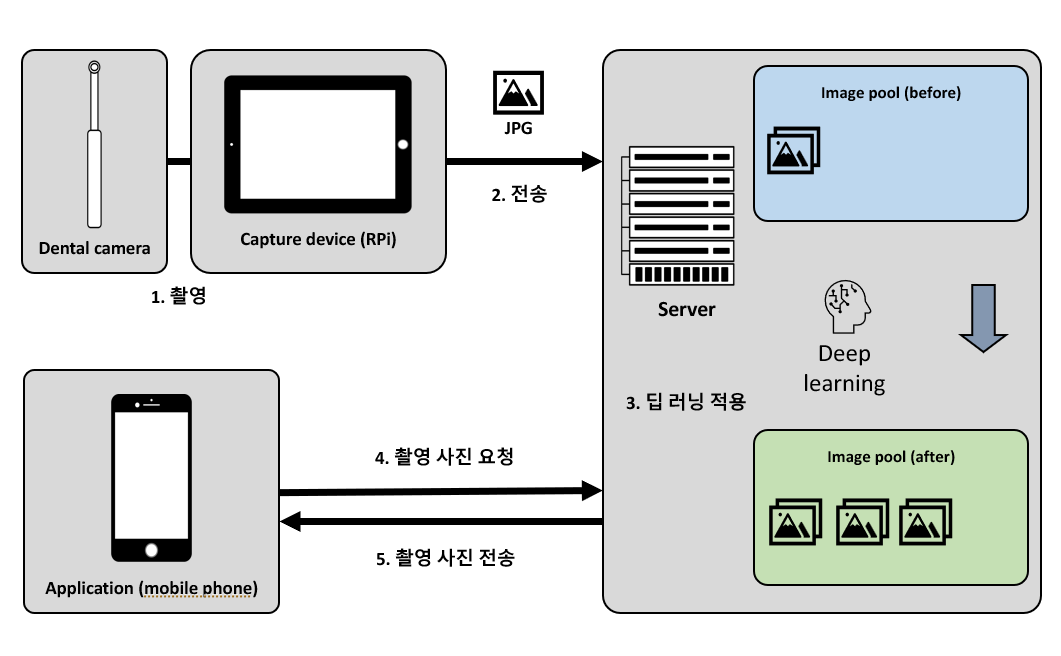 Dental camera
Capture device (RPi)
1. 촬영
JPG
2. 전송
Image pool (before)
Server
Deep
learning
3. 딥 러닝 적용
Image pool (after)
4. 촬영 사진 요청
5. 촬영 사진 전송
Application (mobile phone)